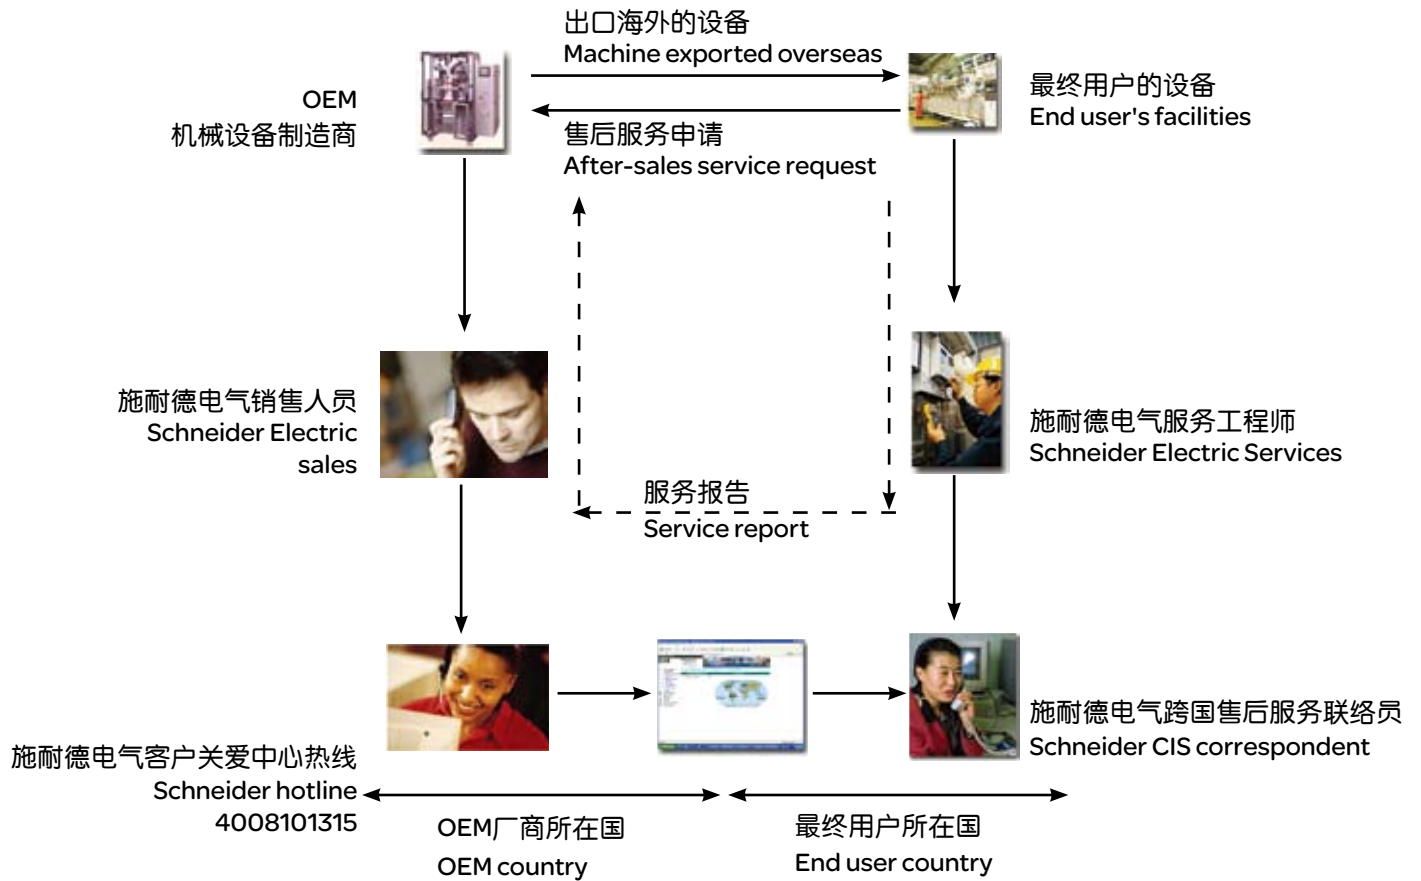 出口海外的设备
Machine exported overseas
OEM
机械设备制造商
最终用户的设备
End user's facilities
售后服务申请
After-sales service request
施耐德电气销售人员
Schneider Electric
sales
施耐德电气服务工程师
Schneider Electric Services
服务报告
Service report
施耐德电气客户关爱中心热线
Schneider hotline
4008101315
施耐德电气跨国售后服务联络员
Schneider CIS correspondent
OEM厂商所在国
OEM country
最终用户所在国
End user country